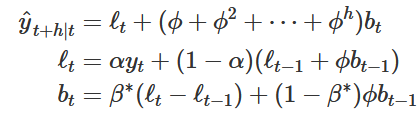 ŷ_{t+h|t} = ℓ_t + (ϕ + ϕ^2 + ⋯ + ϕ^h)b_t
ℓ_t = αy_t + (1 − α)(ℓ_{t−1} + ϕb_{t−1})
b_t = β^*(ℓ_t − ℓ_{t−1}) + (1 − β^*)ϕb_{t−1}